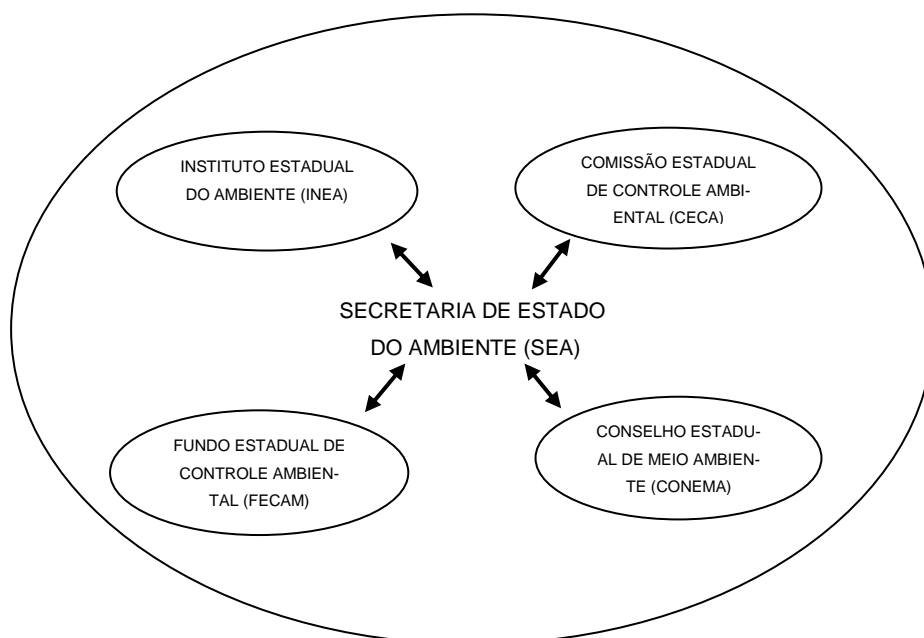 INSTITUTO ESTADUAL
DO AMBIENTE (INEA)
COMISSÃO ESTADUAL
DE CONTROLE AMBI-
ENTAL (CECA)
SECRETARIA DE ESTADO
DO AMBIENTE (SEA)
FUNDO ESTADUAL DE
CONTROLE AMBIEN-
TAL (FECAM)
CONSELHO ESTADU-
AL DE MEIO AMBIEN-
TE (CONEMA)